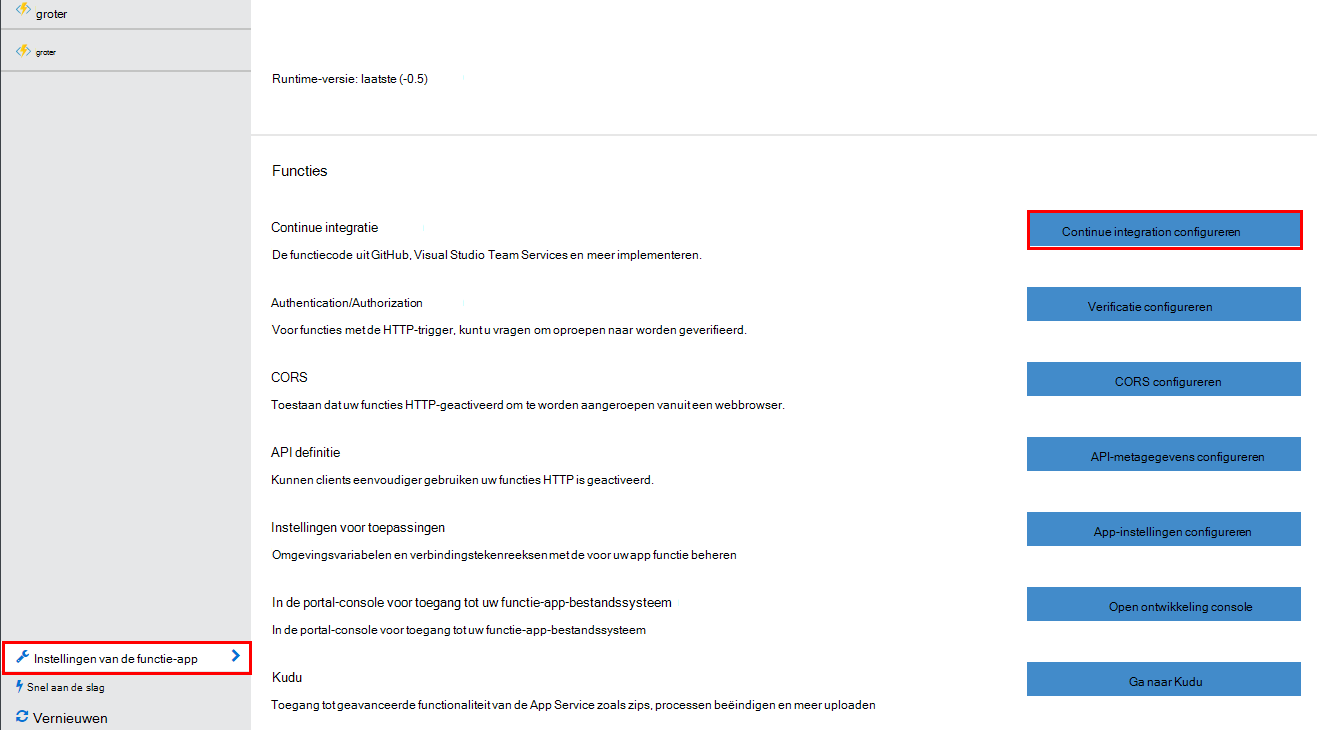 groter
groter
Runtime-versie: laatste (-0.5)
Functies
Continue integratie
Continue integration configureren
De functiecode uit GitHub, Visual Studio Team Services en meer implementeren.
Authentication/Authorization
Verificatie configureren
Voor functies met de HTTP-trigger, kunt u vragen om oproepen naar worden geverifieerd.
CORS
CORS configureren
Toestaan dat uw functies HTTP-geactiveerd om te worden aangeroepen vanuit een webbrowser.
API definitie
API-metagegevens configureren
Kunnen clients eenvoudiger gebruiken uw functies HTTP is geactiveerd.
Instellingen voor toepassingen
App-instellingen configureren
Omgevingsvariabelen en verbindingstekenreeksen met de voor uw app functie beheren
In de portal-console voor toegang tot uw functie-app-bestandssysteem
Open ontwikkeling console
In de portal-console voor toegang tot uw functie-app-bestandssysteem
Kudu
Ga naar Kudu
Toegang tot geavanceerde functionaliteit van de App Service zoals zips, processen beëindigen en meer uploaden
Instellingen van de functie-app
Snel aan de slag
Vernieuwen